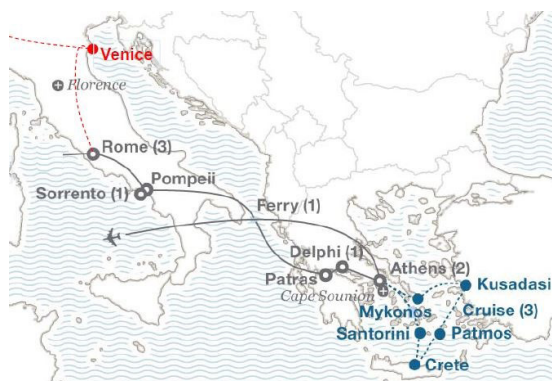 Venice
Florence
Rome (3)
Pompeii
Sorrento (1)
Ferry (1)
Delphi (1)
Athens (2)
Patras
Cape Sounion
Kusadasi
Mykonos
Cruise (3)
Santorini
Patmos
Crete